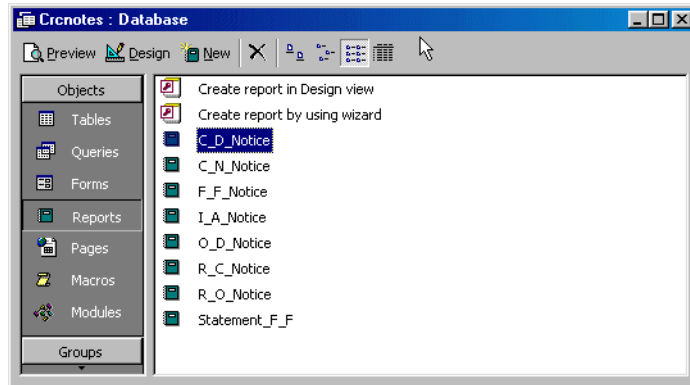 Crcnotes : Database
Preview Design New
Objects
Tables
Queries
Forms
Reports
Pages
Macros
Modules
Groups
Create report in Design view
Create report by using wizard
C_D_Notice
C_N_Notice
F_F_Notice
I_A_Notice
O_D_Notice
R_C_Notice
R_O_Notice
Statement_F_F